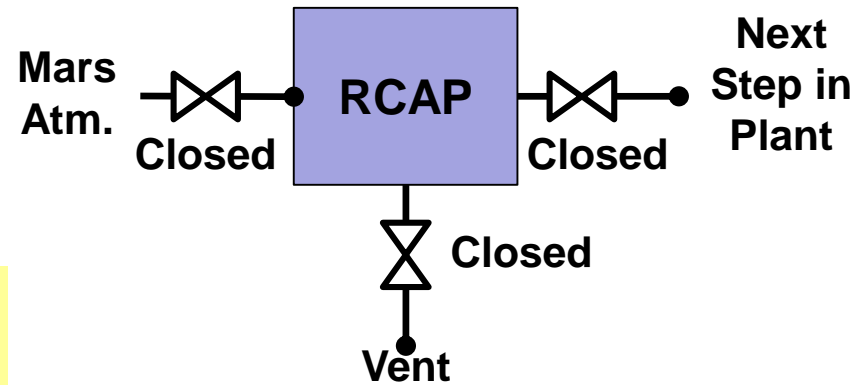 Mars
Atm.
Closed
RCAP
Next
Step in
Plant
Closed
Closed
Vent